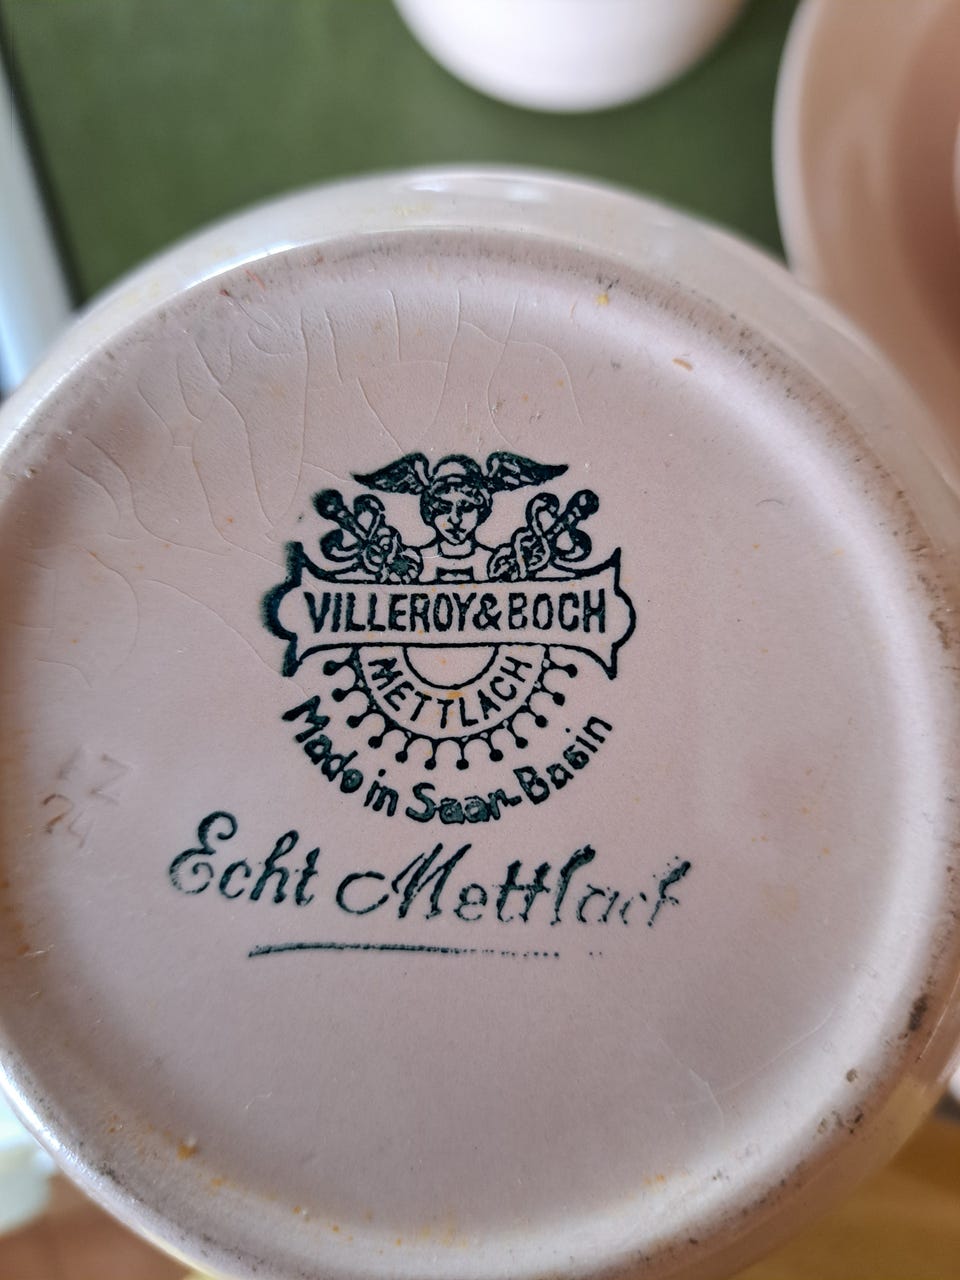 VILLEROY & BOCH
METTLACH
Made in Saar-Basin
Echt Mettlach